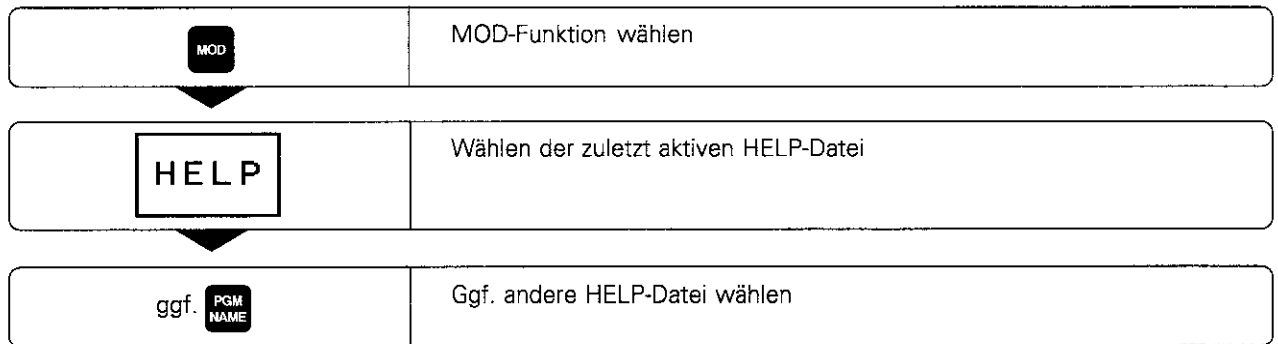 MOD
MOD-Funktion wählen
HELP
Wählen der zuletzt aktiven HELP-Datei
ggf. PGM NAME
Ggf. andere HELP-Datei wählen